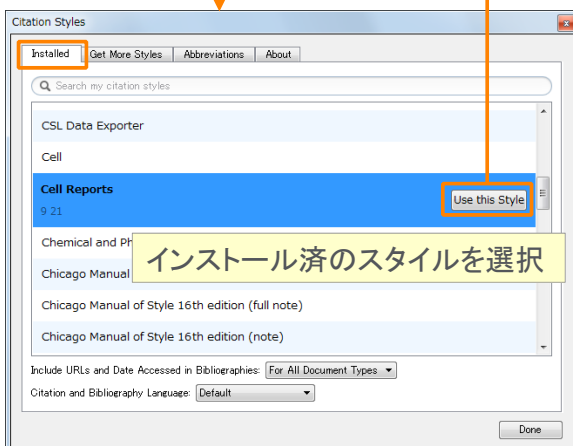 Citation Styles
Installed
Get More Styles
Abbreviations
About
Search my citation styles
CSL Data Exporter
Cell
Cell Reports
9 21
Use this Style
Chemical and Ph
インストール済のスタイルを選択
Chicago Manual
Chicago Manual of Style 16th edition (full note)
Chicago Manual of Style 16th edition (note)
Include URLs and Date Accessed in Bibliographies: For All Document Types
Citation and Bibliography Language: Default
Done